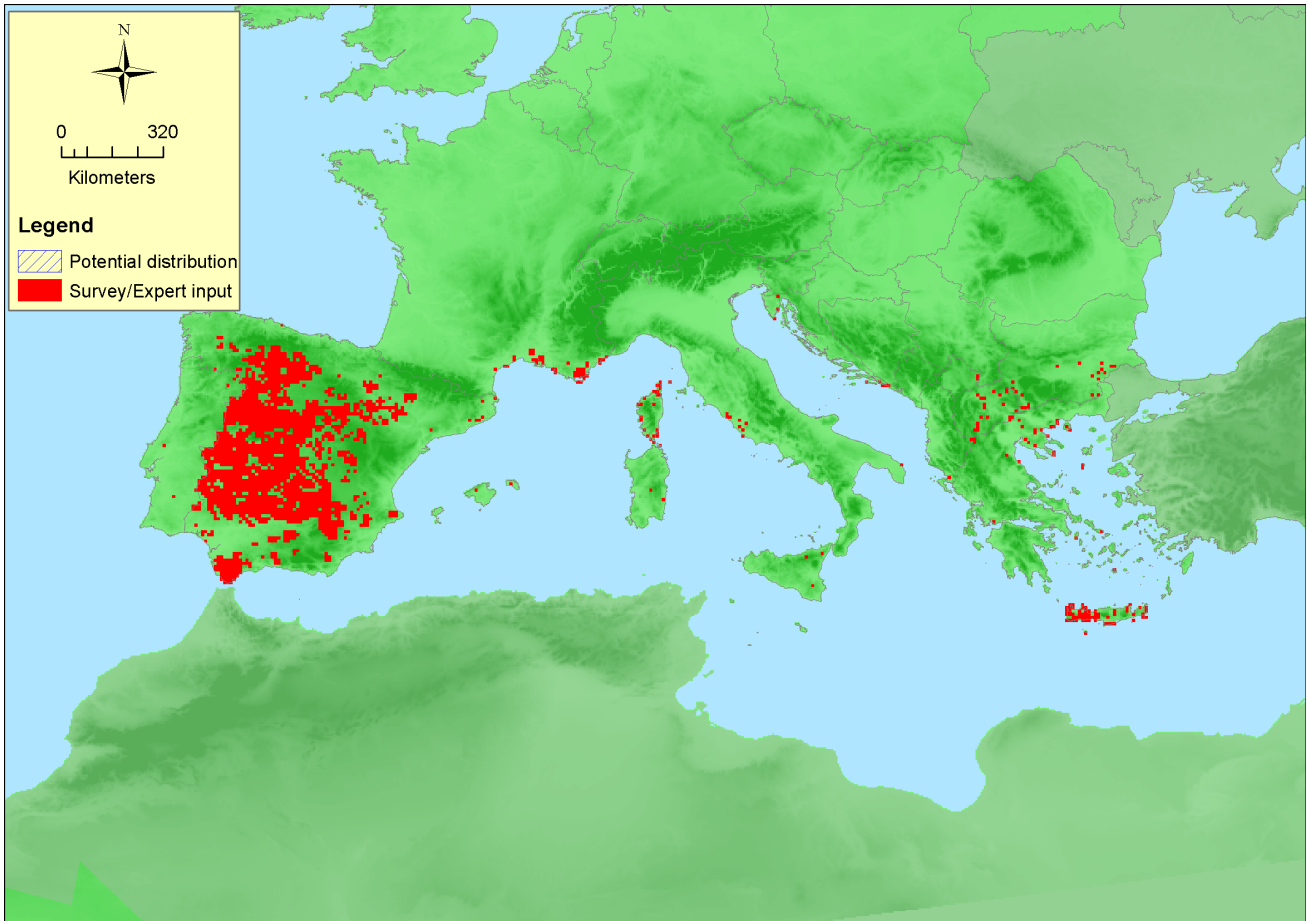 N
0 320
Kilometers
Legend
Potential distribution
Survey/Expert input